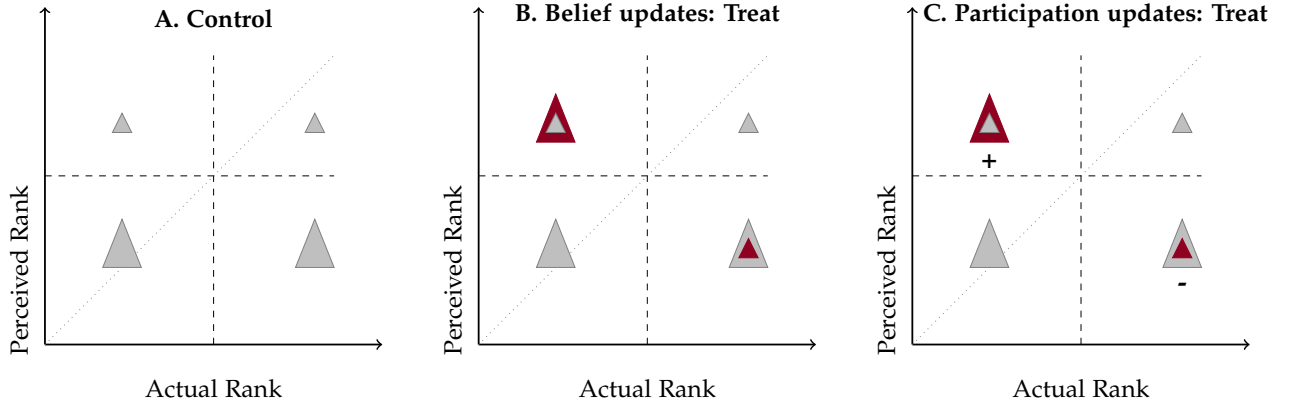 A. Control
Perceived Rank
Actual Rank
B. Belief updates: Treat
Perceived Rank
Actual Rank
C. Participation updates: Treat
+
-
Perceived Rank
Actual Rank